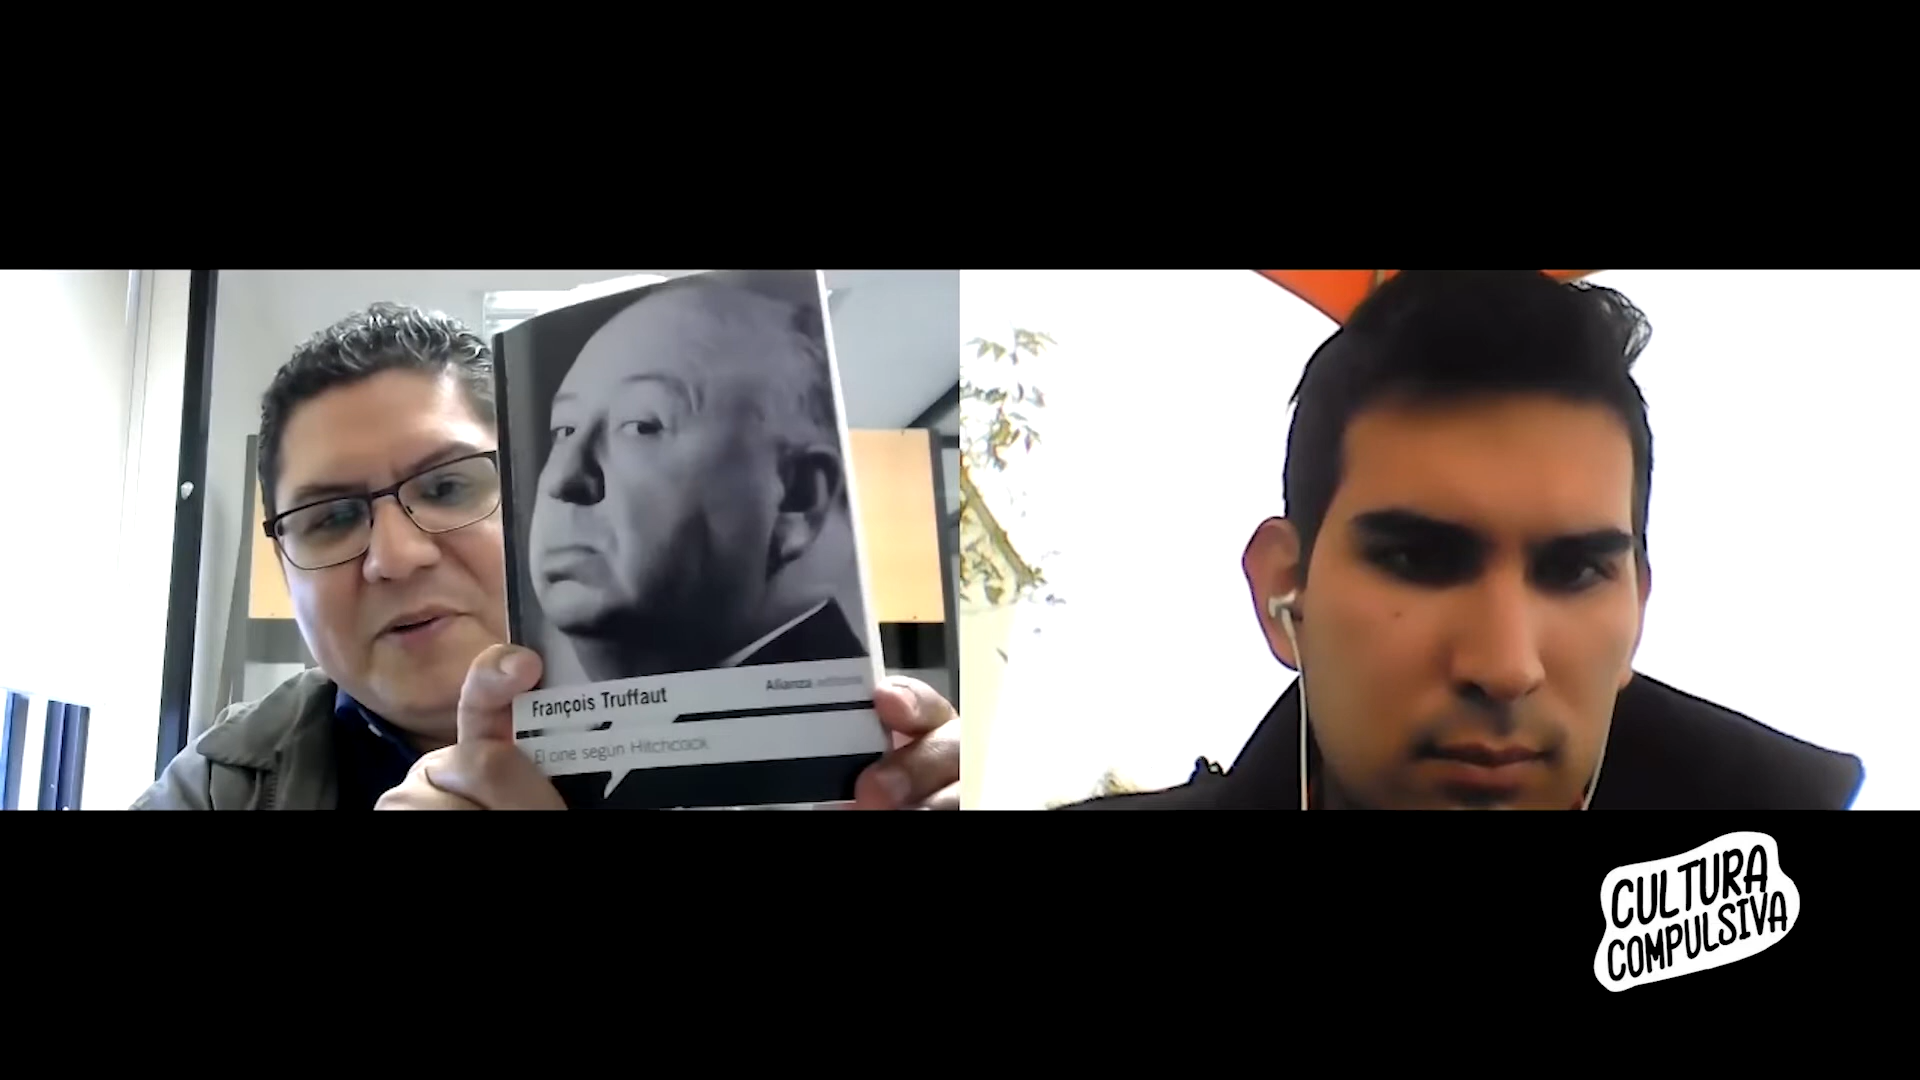 François Truffaut
Alianza editorial
El cine según Hitchcock
CULTURA
COMPULSIVA